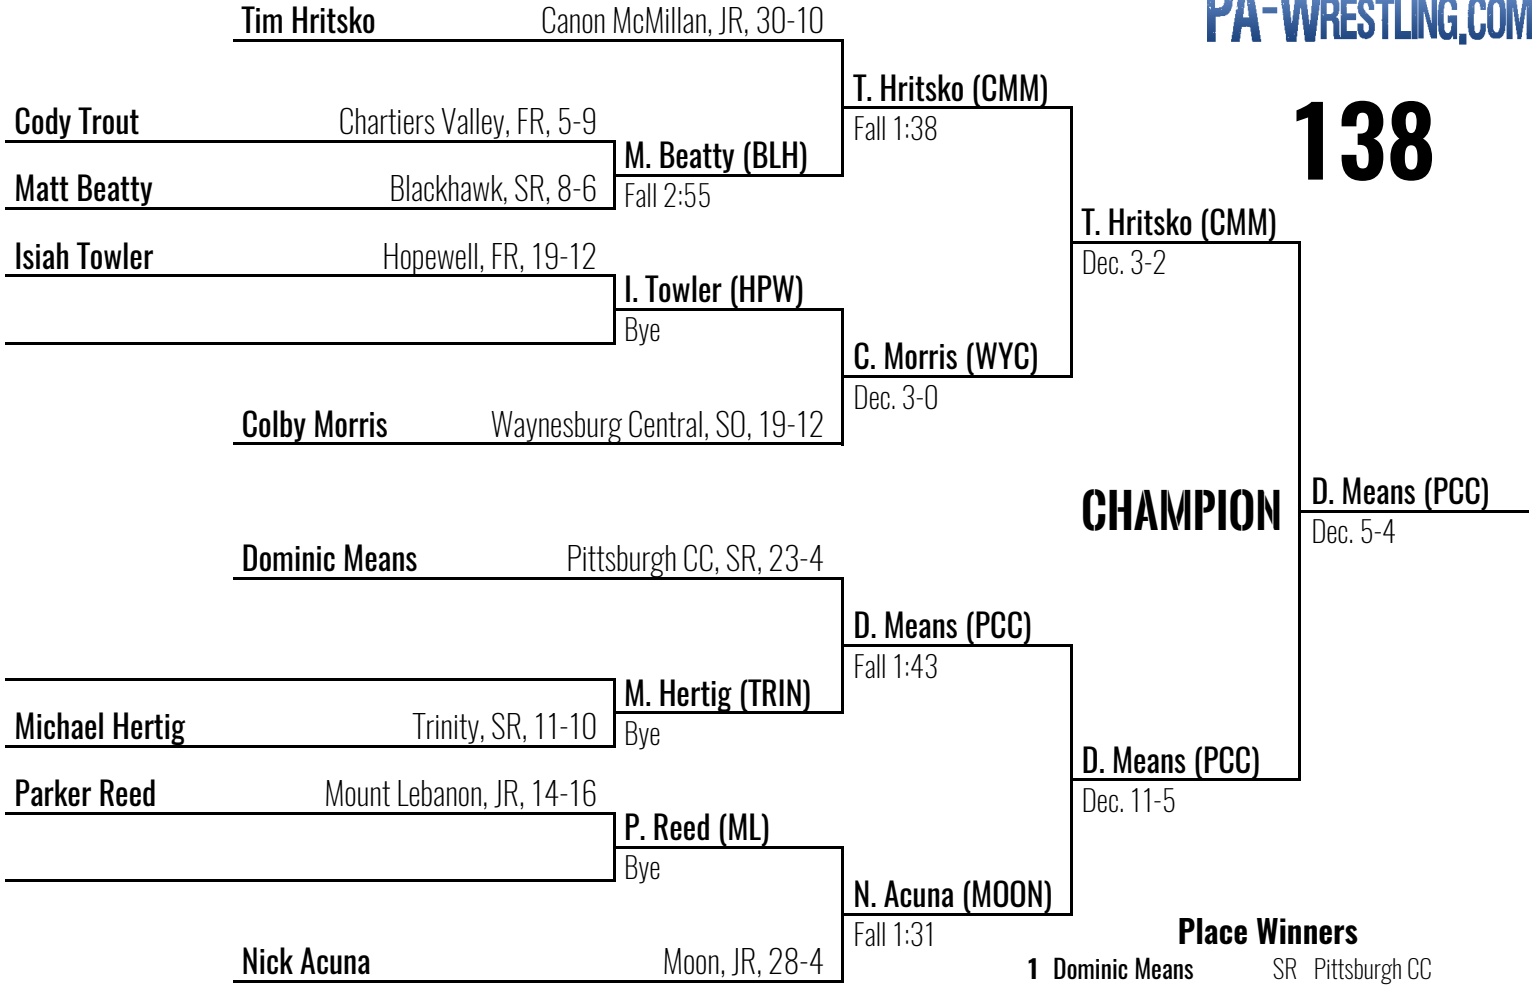 PA-WRESTLING.COM
138
Tim Hritsko Canon McMillan, JR, 30-10
T. Hritsko (CMM)
Fall 1:38
Cody Trout Chartiers Valley, FR, 5-9
M. Beatty (BLH)
Fall 2:55
Matt Beatty Blackhawk, SR, 8-6
T. Hritsko (CMM)
Dec. 3-2
Isiah Towler Hopewell, FR, 19-12
I. Towler (HPW)
Bye
C. Morris (WYC)
Dec. 3-0
Colby Morris Waynesburg Central, SO, 19-12
CHAMPION
D. Means (PCC)
Dec. 5-4
Dominic Means Pittsburgh CC, SR, 23-4
D. Means (PCC)
Fall 1:43
M. Hertig (TRIN)
Bye
Michael Hertig Trinity, SR, 11-10
D. Means (PCC)
Dec. 11-5
Parker Reed Mount Lebanon, JR, 14-16
P. Reed (ML)
Bye
N. Acuna (MOON)
Fall 1:31
Nick Acuna Moon, JR, 28-4
Place Winners
1 Dominic Means SR Pittsburgh CC